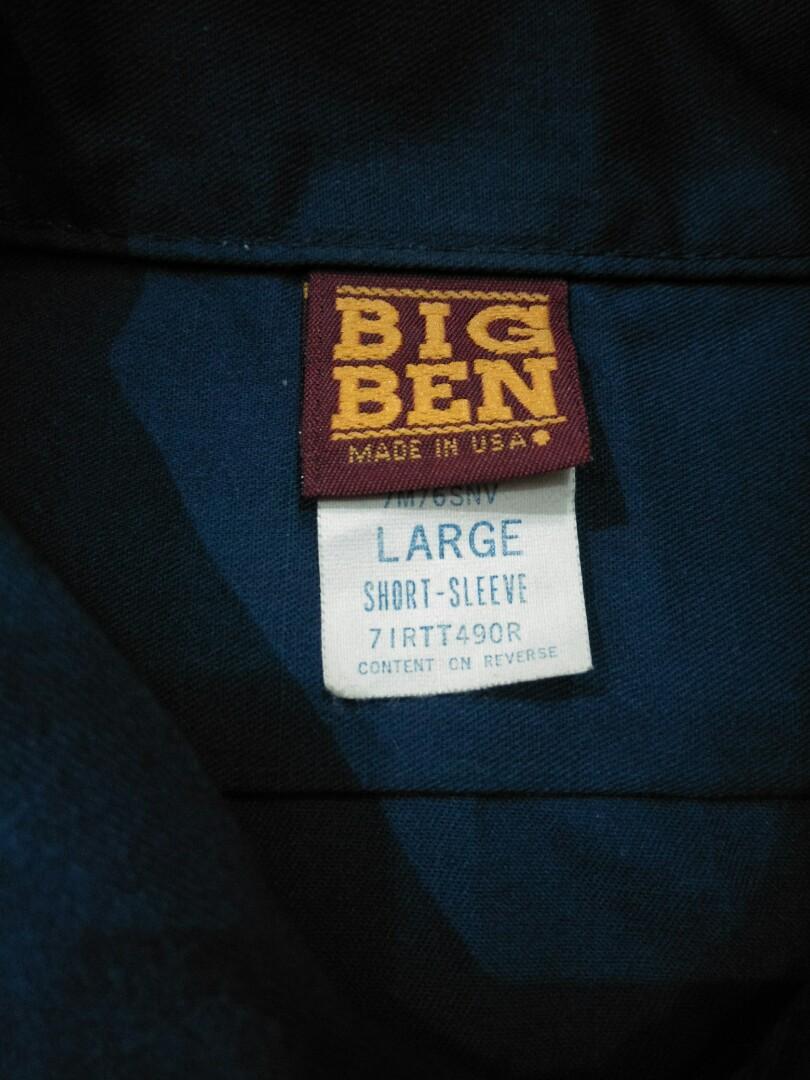 BIG
BEN
MADE IN USA
LARGE
SHORT-SLEEVE
71RTT490R
CONTENT ON REVERSE